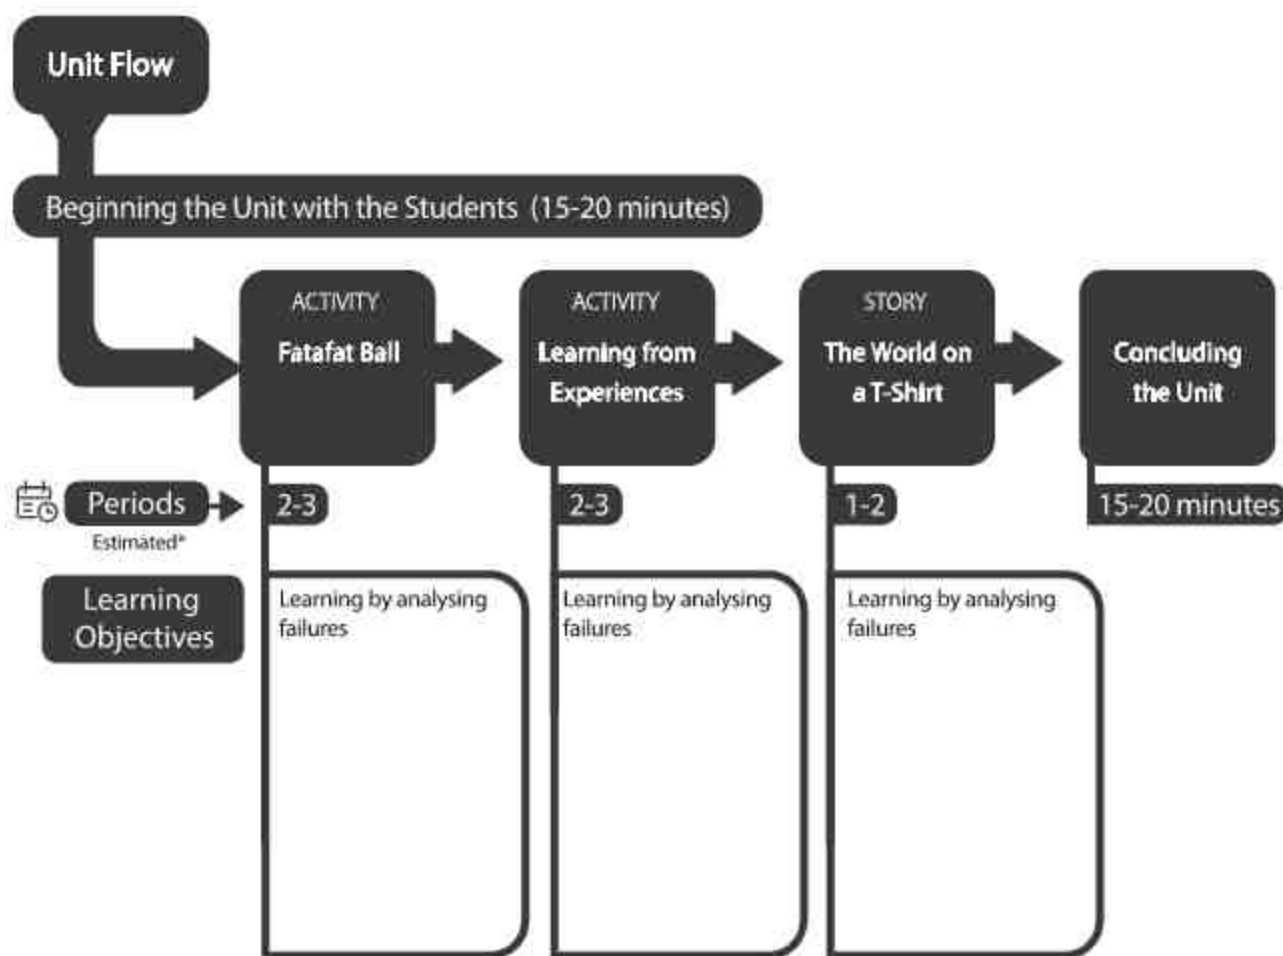 Unit Flow
Beginning the Unit with the Students (15-20 minutes)
ACTIVITY
Fatafat Ball
ACTIVITY
Learning from
Experiences
STORY
The World on
a T-Shirt
Concluding
the Unit
Periods
Estimated*
2-3
2-3
1-2
15-20 minutes
Learning
Objectives
Learning by analysing
failures
Learning by analysing
failures
Learning by analysing
failures